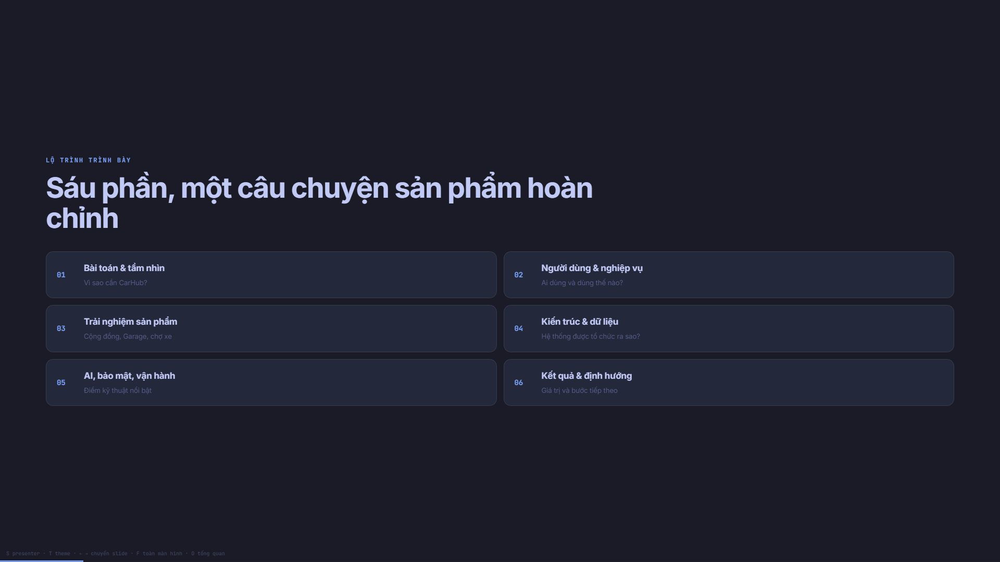 LỘ TRÌNH TRÌNH BÀY
Sáu phần, một câu chuyện sản phẩm hoàn
chỉnh
01
Bài toán & tầm nhìn
Vì sao cần CarHub?
02
Người dùng & nghiệp vụ
Ai dùng và dùng thế nào?
03
Trải nghiệm sản phẩm
Cộng đồng, Garage, chợ xe
04
Kiến trúc & dữ liệu
Hệ thống được tổ chức ra sao?
05
AI, bảo mật, vận hành
Điểm kỹ thuật nổi bật
06
Kết quả & định hướng
Giá trị và bước tiếp theo
S presenter · T theme · ← → chuyển slide · F toàn màn hình · O tổng quan